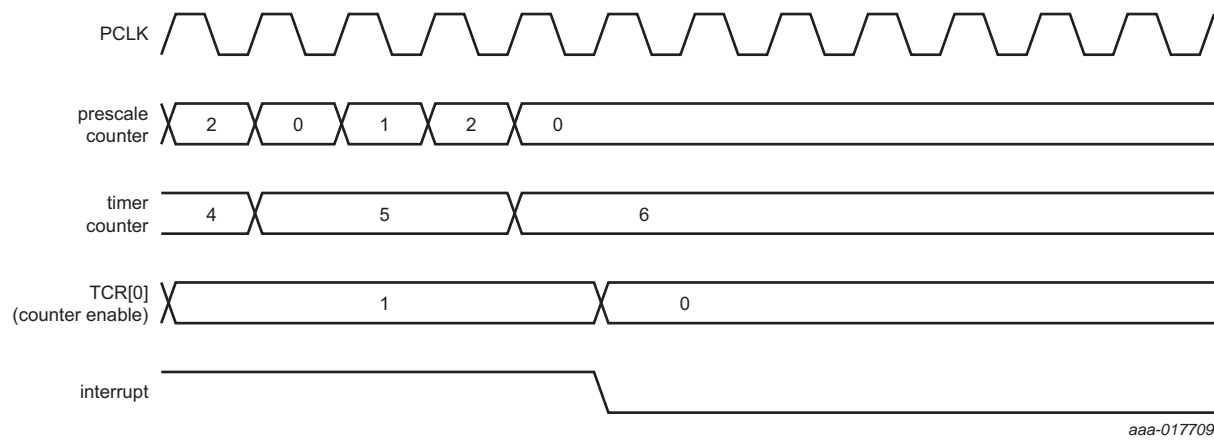 PCLK
prescale
counter
2 0 1 2 0
timer
counter
4 5 6
TCR[0]
(counter enable)
1 0
interrupt
aaa-017709